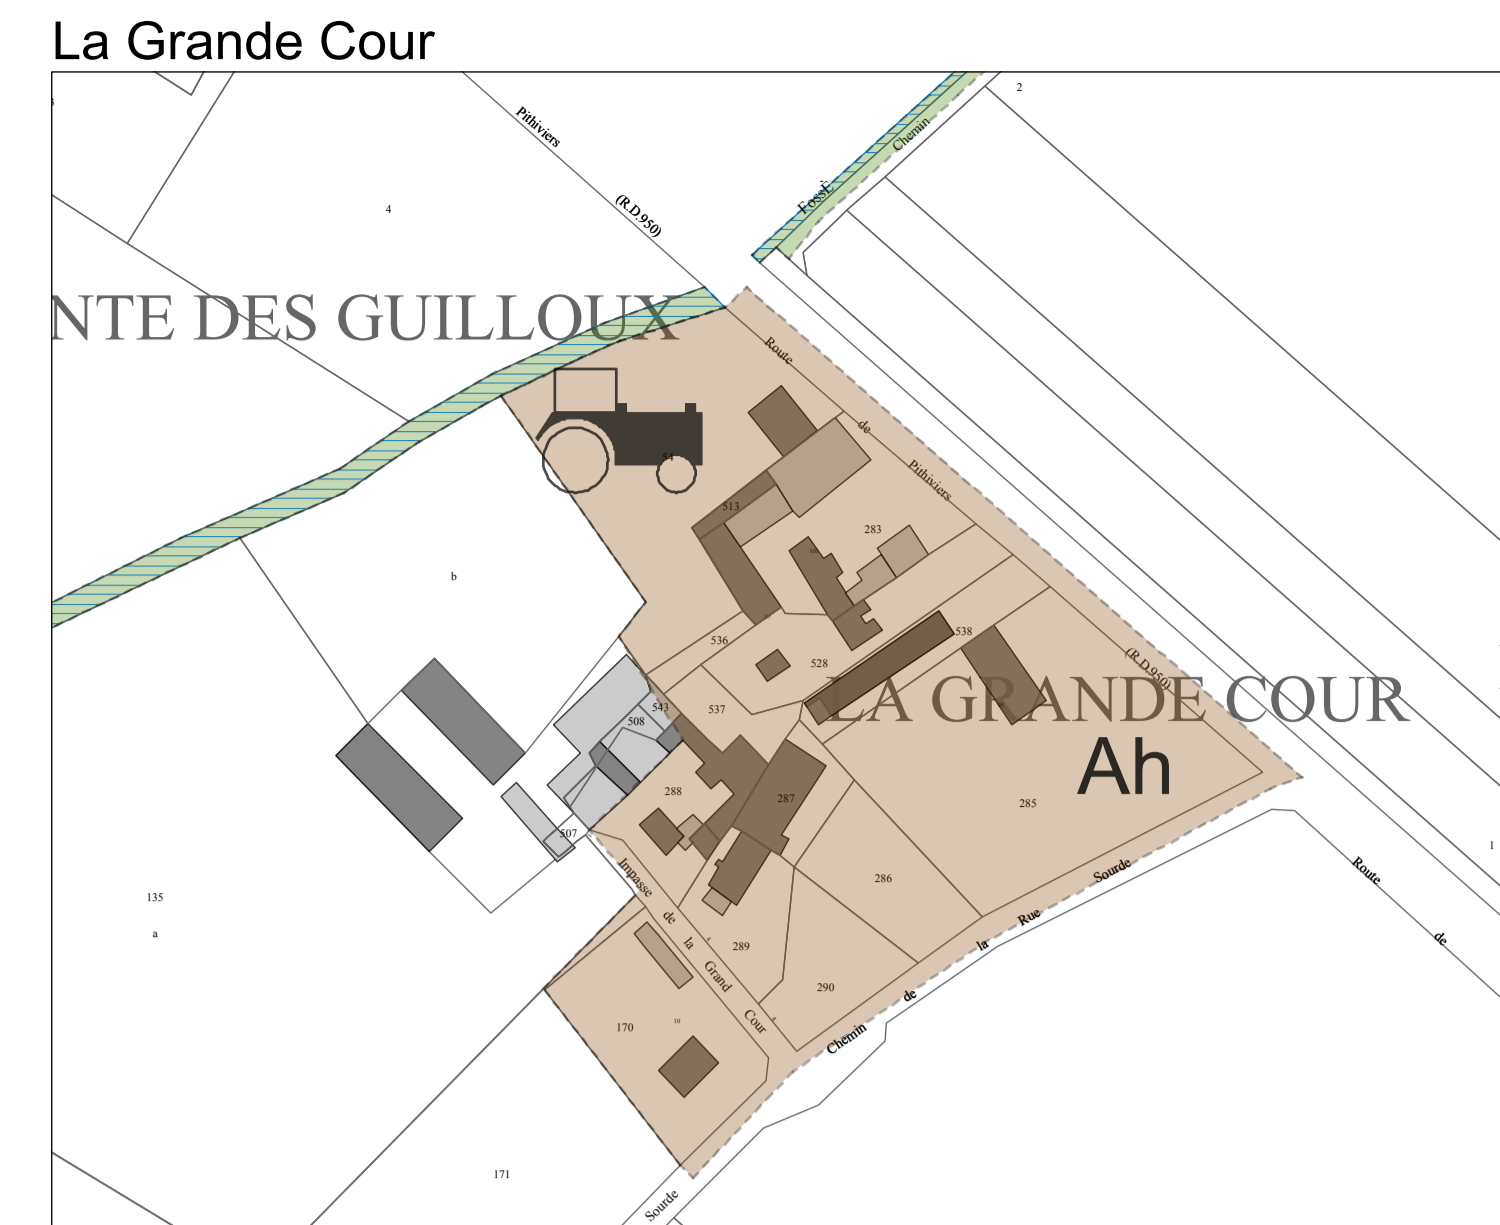 La Grande Cour
2
Pithiviers
Chemin
FossÈ
4
(R.D.950)
NTE DES GUILLOUX
Route
de
54
Pithiviers
513
283
b
536
538
528
(R.D.950)
543
537
508
LA GRANDE COUR
Ah
288
287
285
507
1
Impasse
de
la
Grand
Cour
286
Sourde
Route
135
Rue
a
289
la
de
290
de
10
170
Chemin
171
Sourde